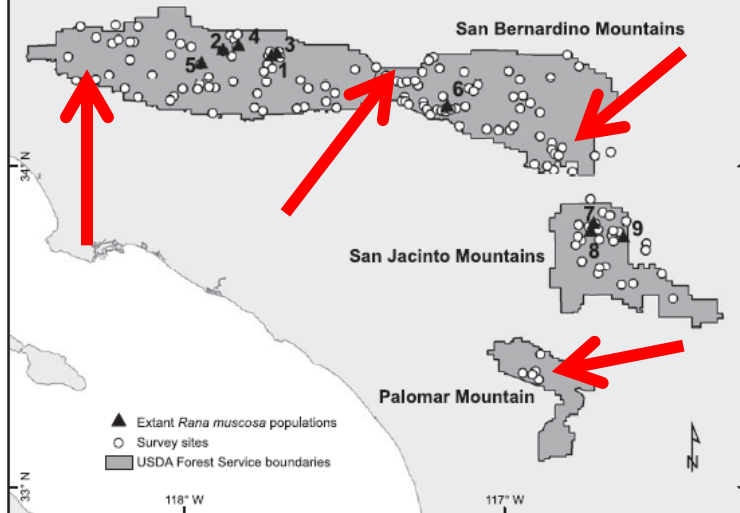 San Bernardino Mountains
2
4
3
5
1
6
34° N
7
9
8
San Jacinto Mountains
Palomar Mountain
Extant Rana muscosa populations
Survey sites
USDA Forest Service boundaries
N
33° N
118° W
117° W